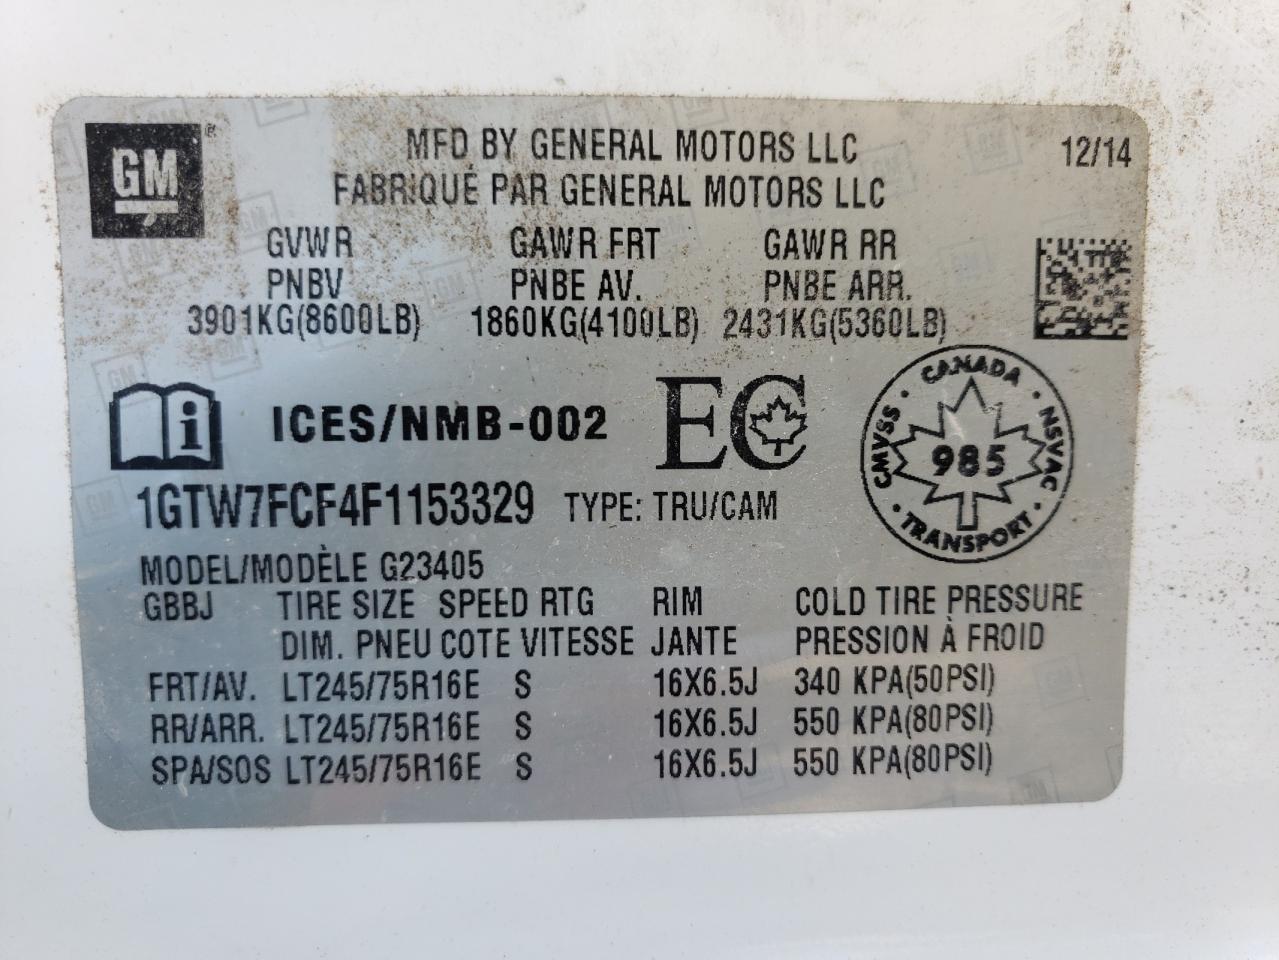 GM ®
MFD BY GENERAL MOTORS LLC 12/14
FABRIQUÉ PAR GENERAL MOTORS LLC
GVWR GAWR FRT GAWR RR
PNBV PNBE AV. PNBE ARR.
3901KG(8600LB) 1860KG(4100LB) 2431KG(5360LB)
i ICES/NMB-002 EC
CANADA
CMVSS 985 NSVAC
TRANSPORT
1GTW7FCF4F1153329 TYPE: TRU/CAM
MODEL/MODÈLE G23405
GBBJ TIRE SIZE SPEED RTG RIM COLD TIRE PRESSURE
DIM. PNEU COTE VITESSE JANTE PRESSION À FROID
FRT/AV. LT245/75R16E S 16X6.5J 340 KPA(50PSI)
RR/ARR. LT245/75R16E S 16X6.5J 550 KPA(80PSI)
SPA/SOS LT245/75R16E S 16X6.5J 550 KPA(80PSI)